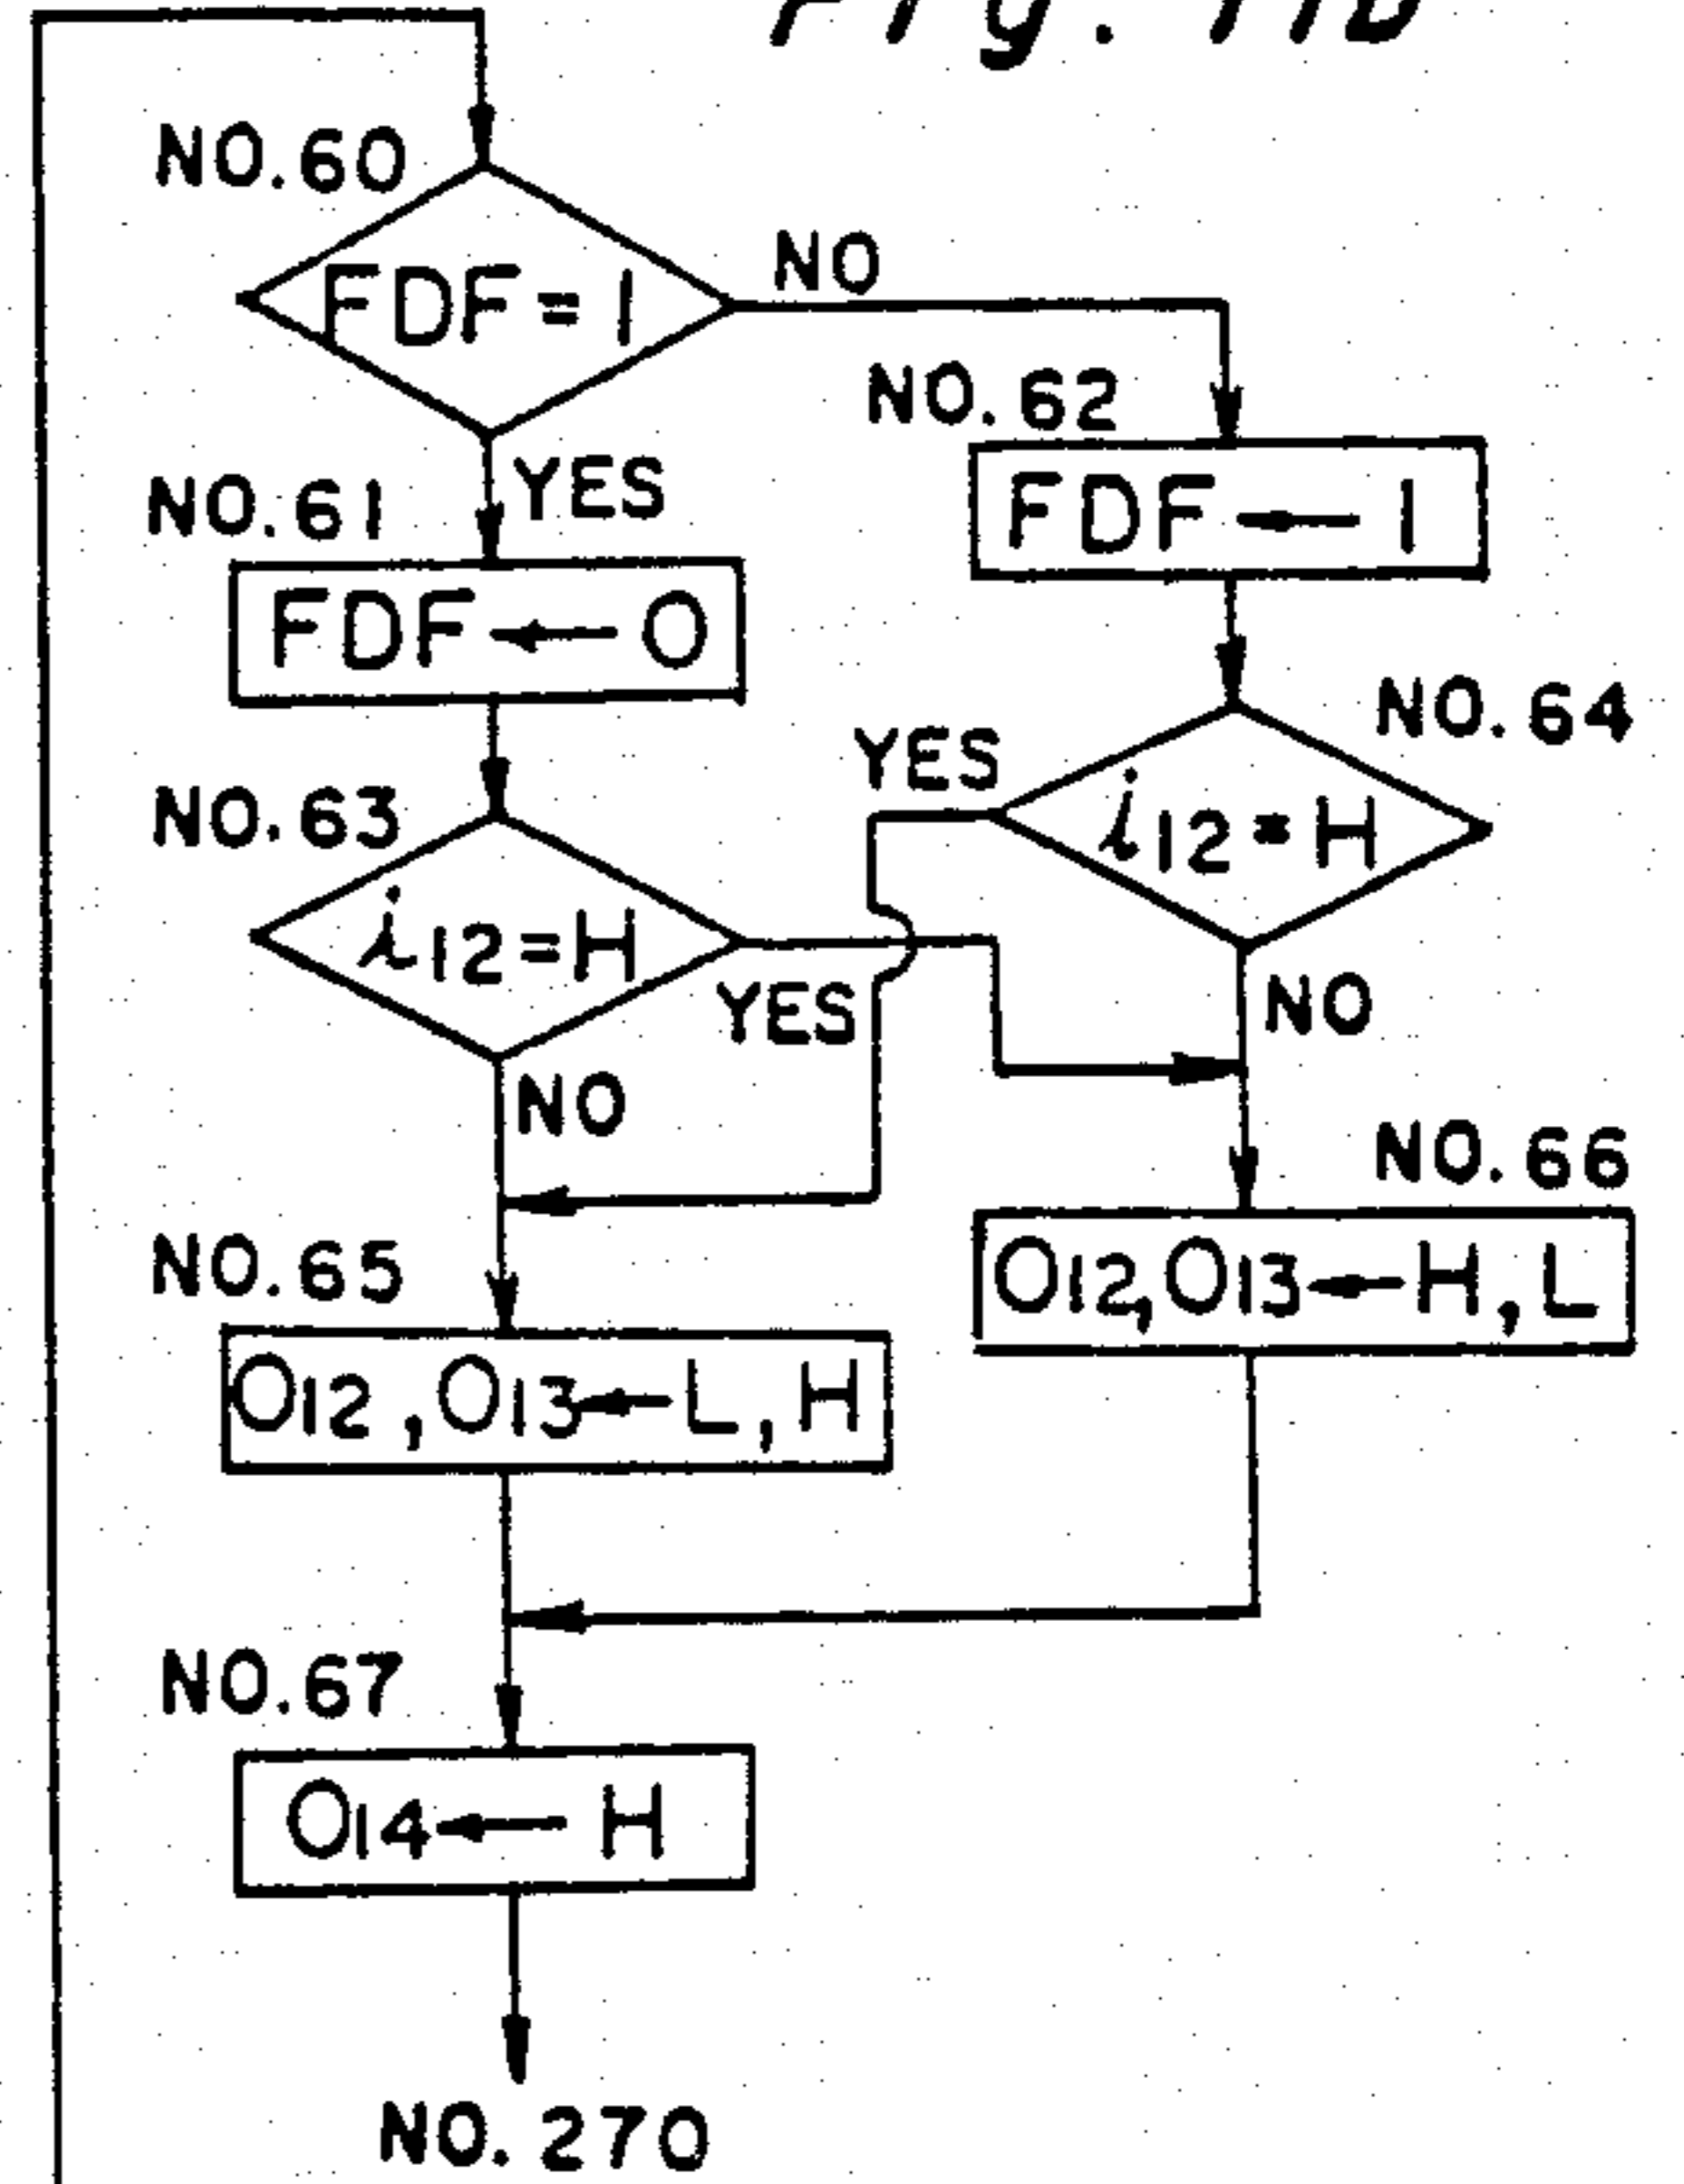 NO.60
FDF=1
NO
YES
NO.62
FDF←1
NO.61
FDF←0
NO.64
YES
i12=H
NO
NO.63
i12=H
YES
NO
NO.66
O12,O13←H,L
NO.65
O12,O13←L,H
NO.67
O14←H
NO.270